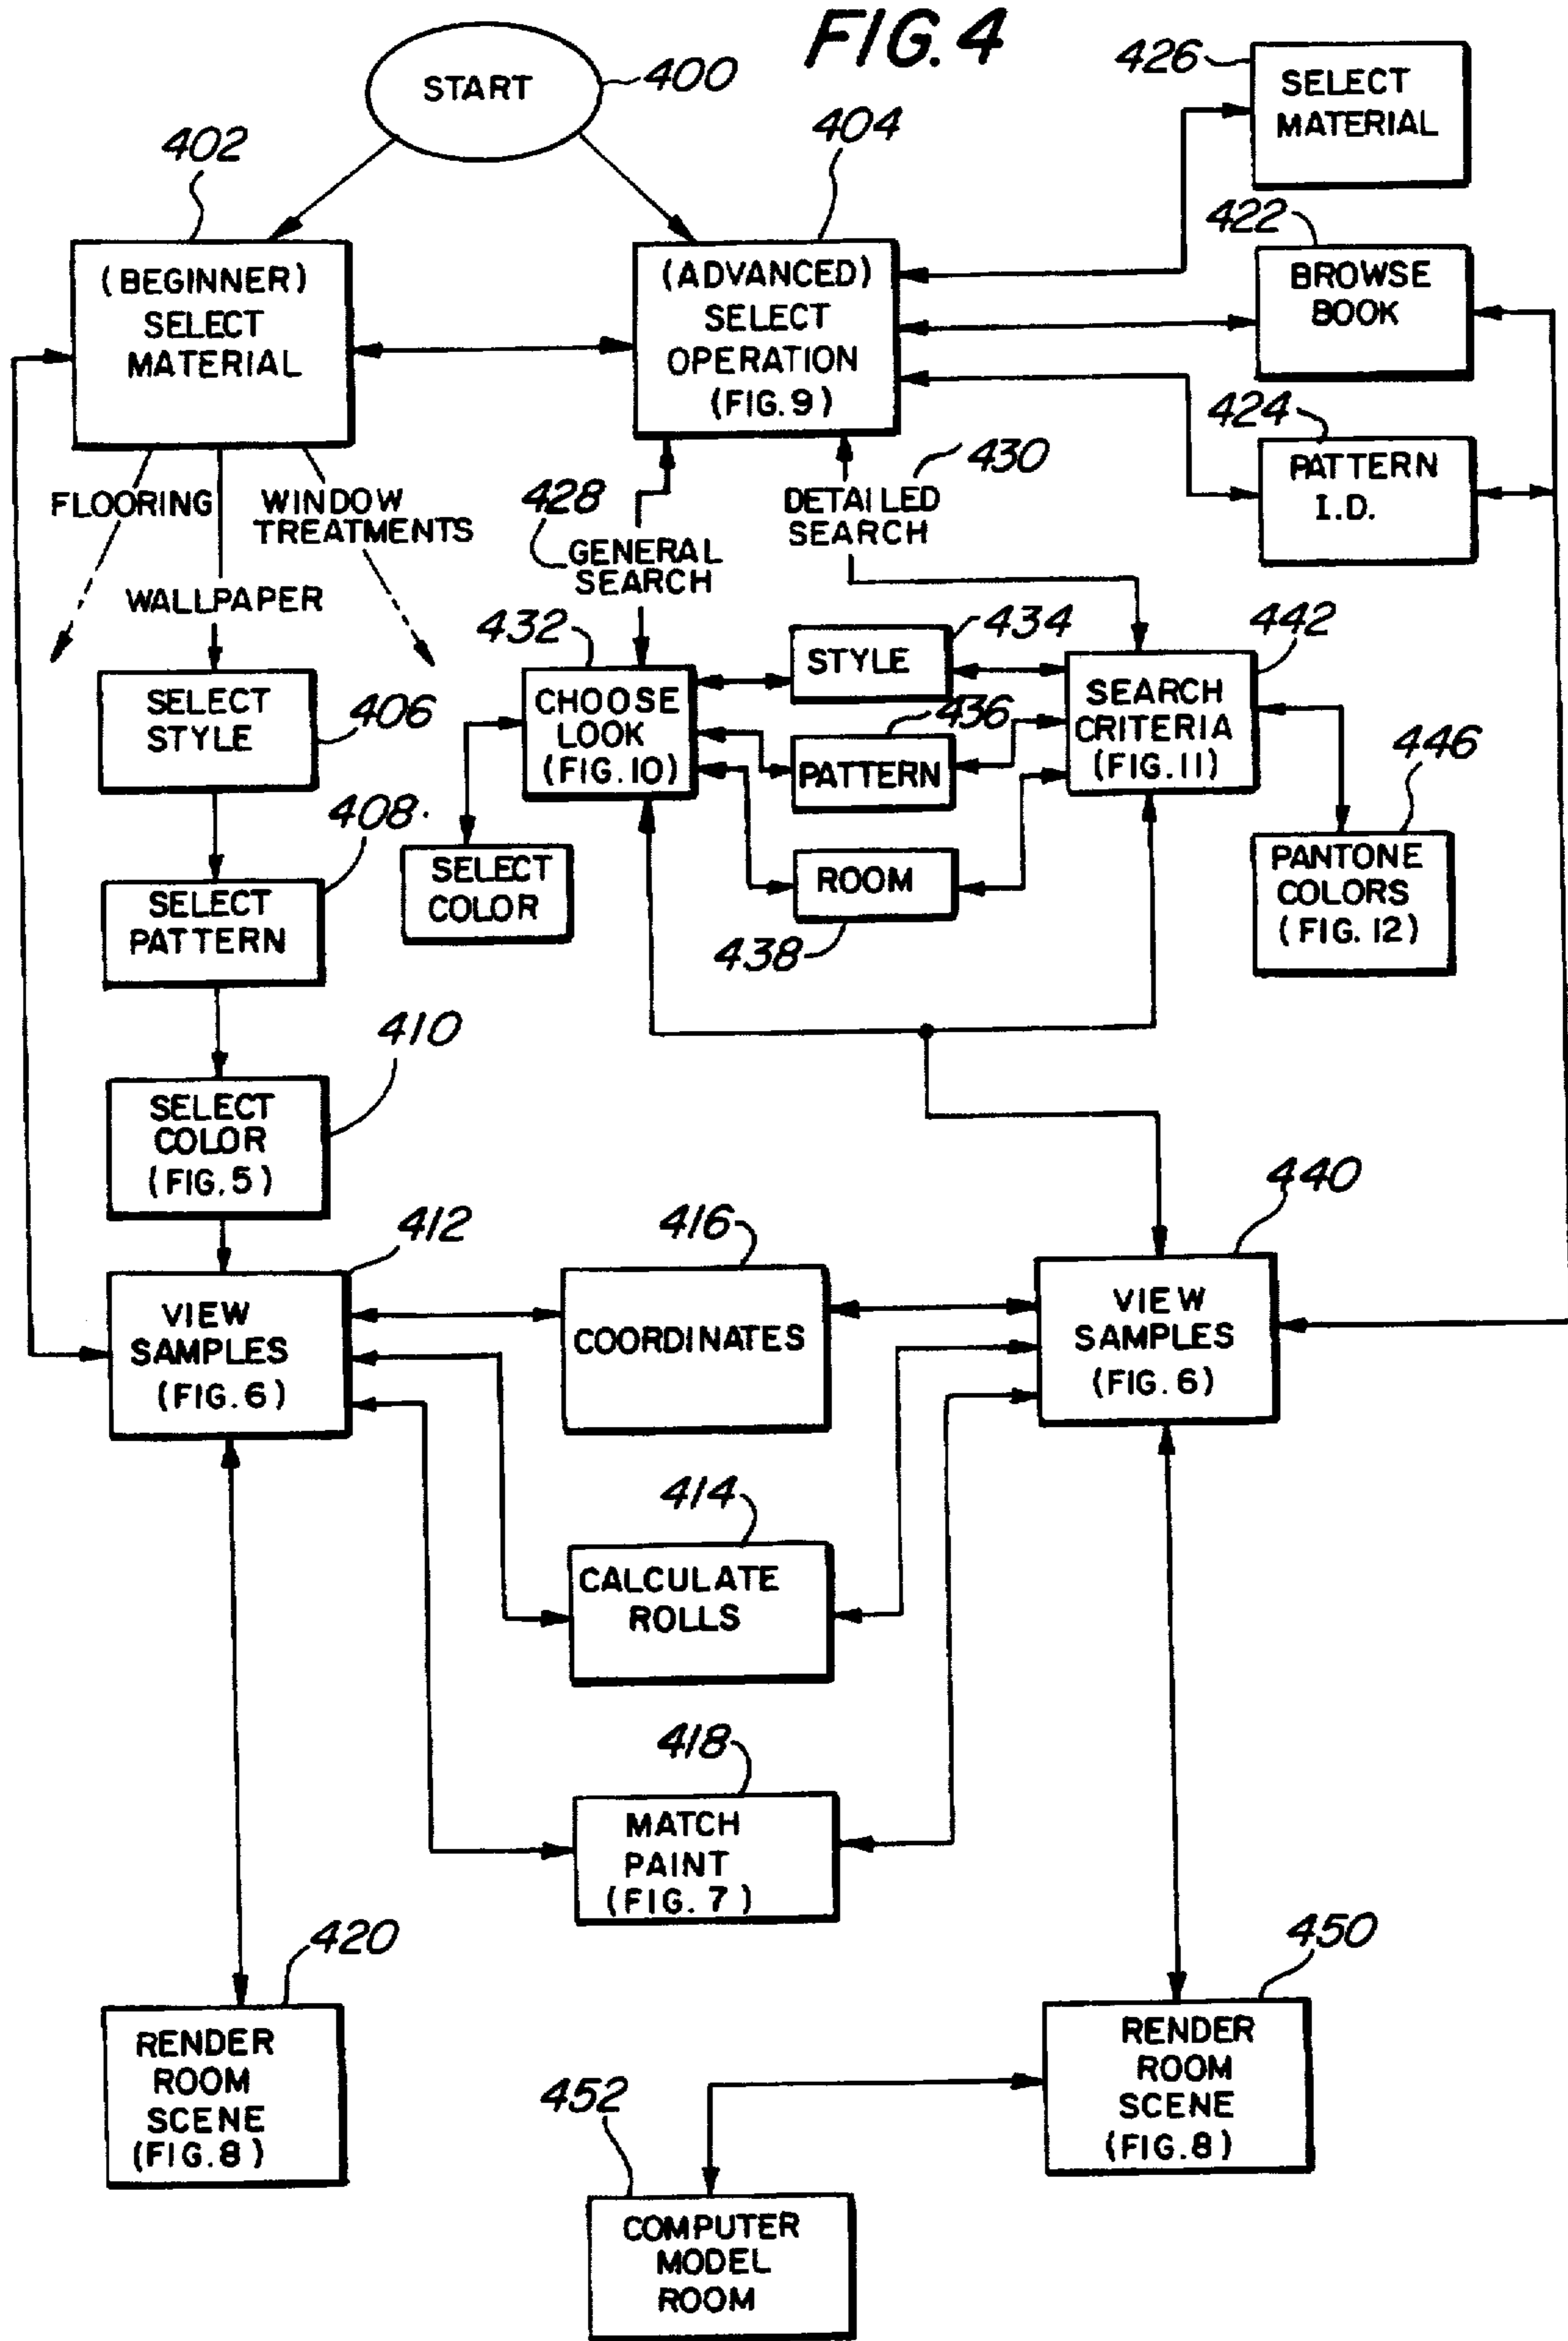 FIG. 4
START
400
402
404
426
SELECT
MATERIAL
(BEGINNER)
SELECT
MATERIAL
(ADVANCED)
SELECT
OPERATION
(FIG. 9)
422
BROWSE
BOOK
424
PATTERN
I.D.
FLOORING
WINDOW
TREATMENTS
WALLPAPER
428
GENERAL
SEARCH
430
DETAILED
SEARCH
SELECT
STYLE
406
432
CHOOSE
LOOK
(FIG. 10)
STYLE
434
PATTERN
436
ROOM
438
442
SEARCH
CRITERIA
(FIG. 11)
446
PANTONE
COLORS
(FIG. 12)
SELECT
COLOR
408
SELECT
PATTERN
410
SELECT
COLOR
(FIG. 5)
412
VIEW
SAMPLES
(FIG. 6)
416
COORDINATES
440
VIEW
SAMPLES
(FIG. 6)
414
CALCULATE
ROLLS
418
MATCH
PAINT
(FIG. 7)
420
RENDER
ROOM
SCENE
(FIG. 8)
450
RENDER
ROOM
SCENE
(FIG. 8)
452
COMPUTER
MODEL
ROOM